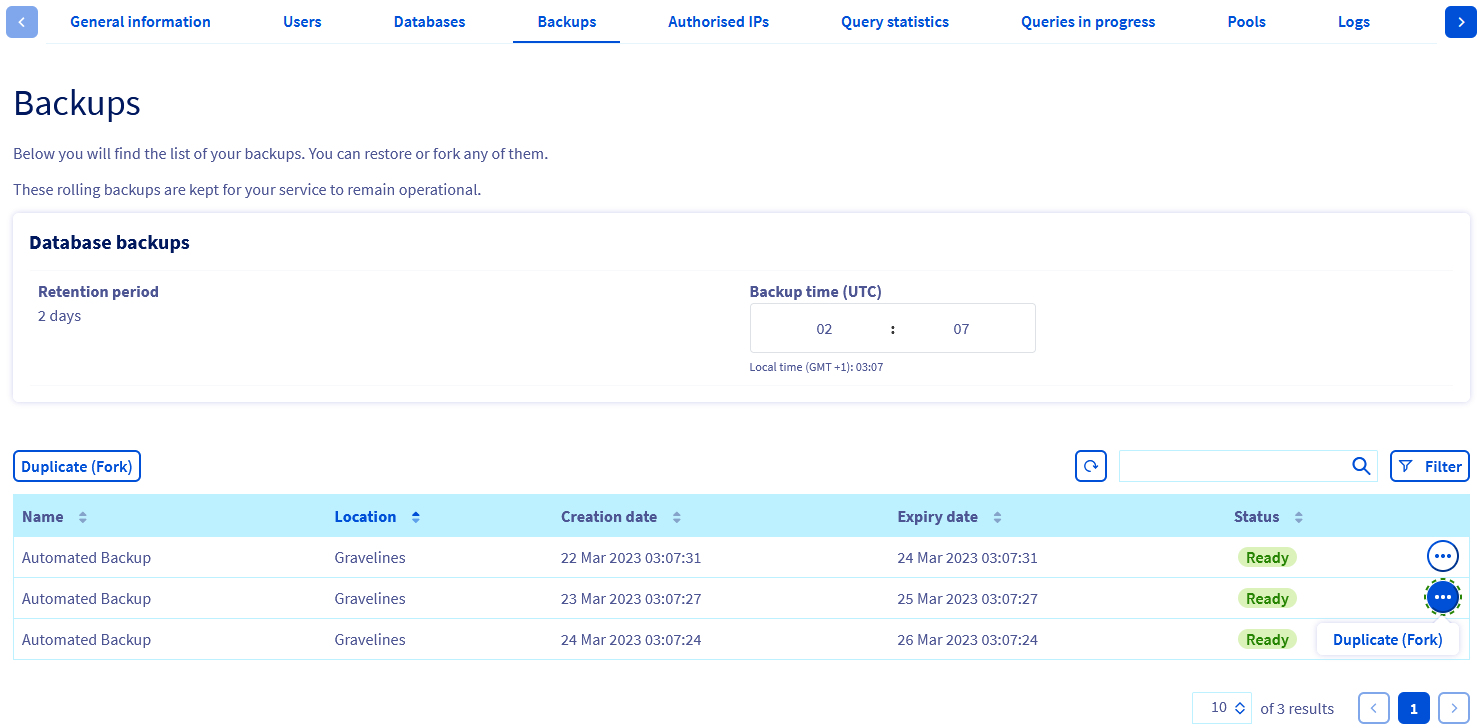 General information Users Databases Backups Authorised IPs Query statistics Queries in progress Pools Logs
Backups
Below you will find the list of your backups. You can restore or fork any of them.
These rolling backups are kept for your service to remain operational.
Database backups
Retention period Backup time (UTC)
2 days
02 : 07
Local time (GMT +1): 03:07
Duplicate (Fork) Filter
Name Location Creation date Expiry date Status
Automated Backup Gravelines 22 Mar 2023 03:07:31 24 Mar 2023 03:07:31 Ready
Automated Backup Gravelines 23 Mar 2023 03:07:27 25 Mar 2023 03:07:27 Ready
Automated Backup Gravelines 24 Mar 2023 03:07:24 26 Mar 2023 03:07:24 Ready Duplicate (Fork)
10 of 3 results 1